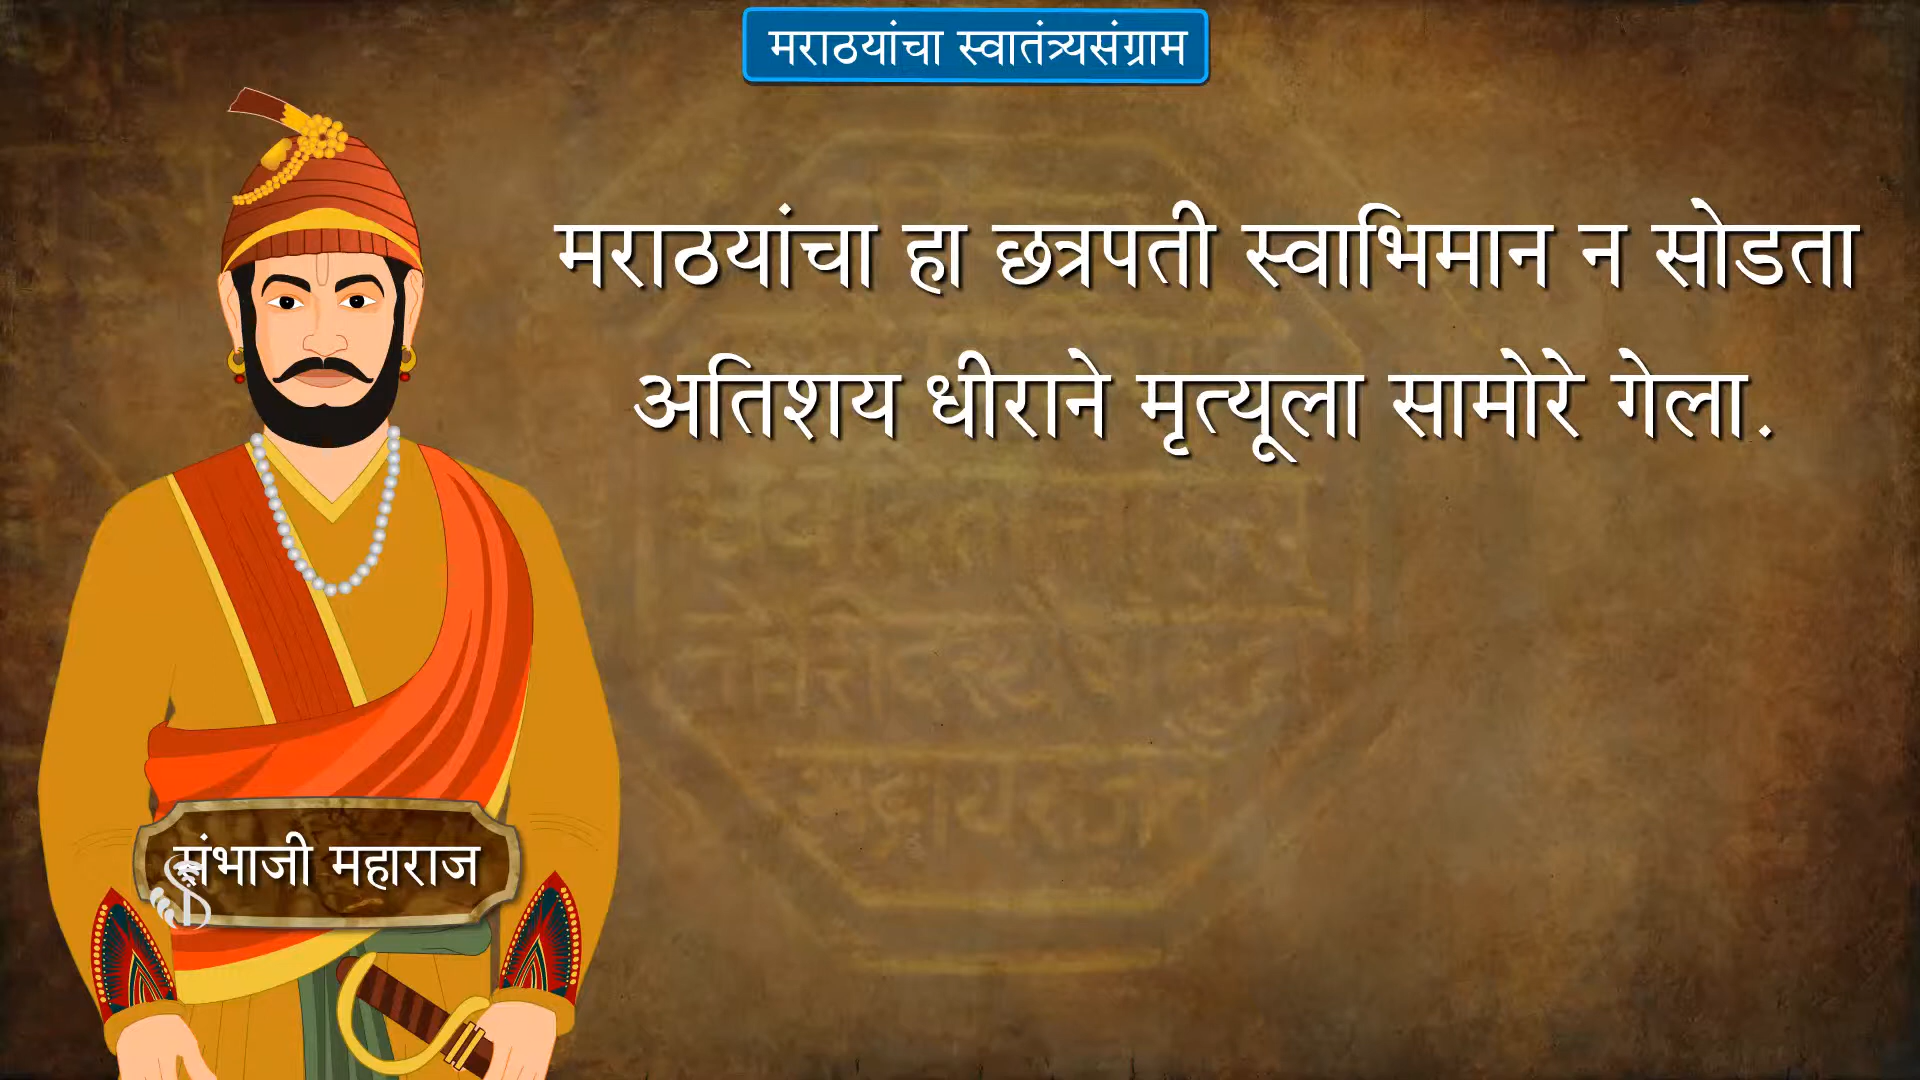 मराठयांचा स्वातंत्र्यसंग्राम
मराठयांचा हा छत्रपती स्वाभिमान न सोडता
अतिशय धीराने मृत्यूला सामोरे गेला.
संभाजी महाराज